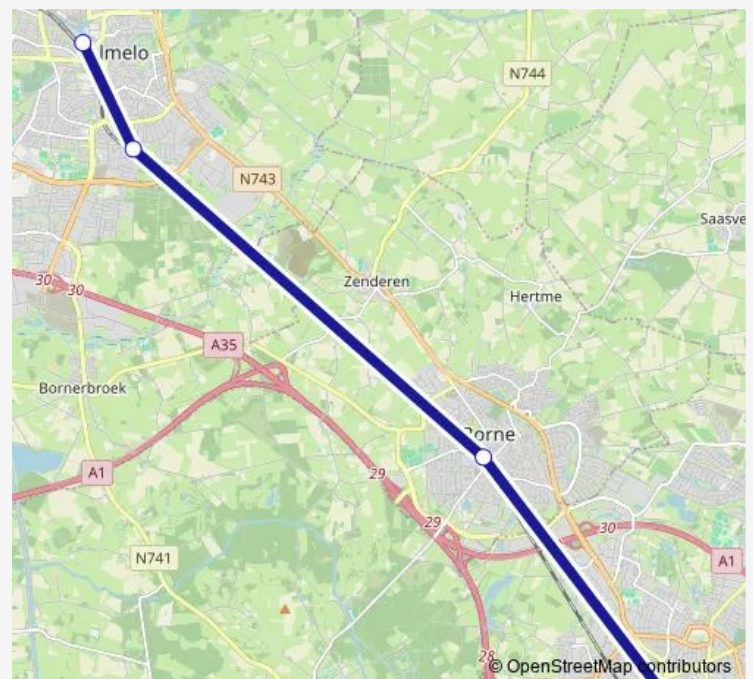 lmelo
N744
N743
Saasve
Zenderen
Hertme
30
30
A35
Bornerbroek
Borne
A1
29
29
30
N741
A1
28
© OpenStreetMap contributors